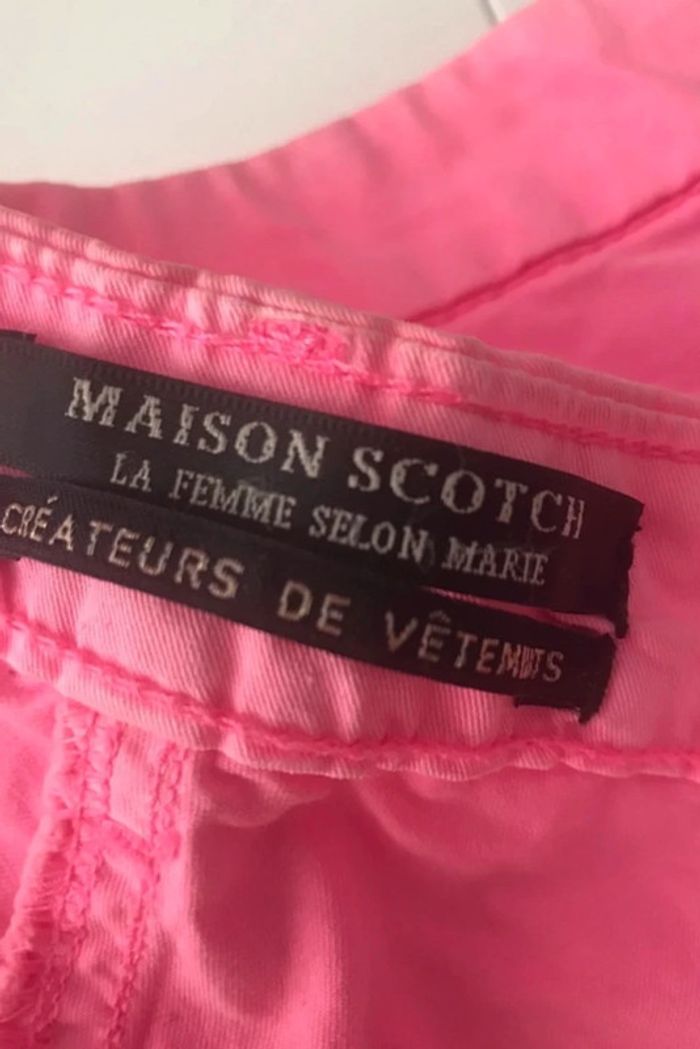 MAISON SCOTCH
LA FEMME SELON MARIE
CRÉATEURS DE VÊTEMENTS